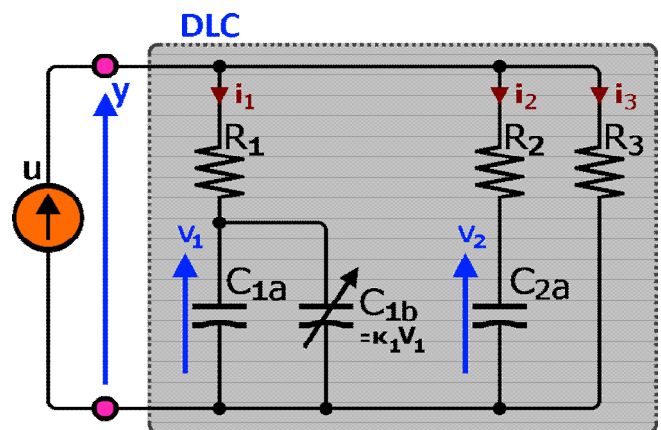 DLC
y
i₁
i₂
i₃
R₁
R₂
R₃
u
v₁
v₂
C₁ₐ
C₁b
=κ₁v₁
C₂ₐ